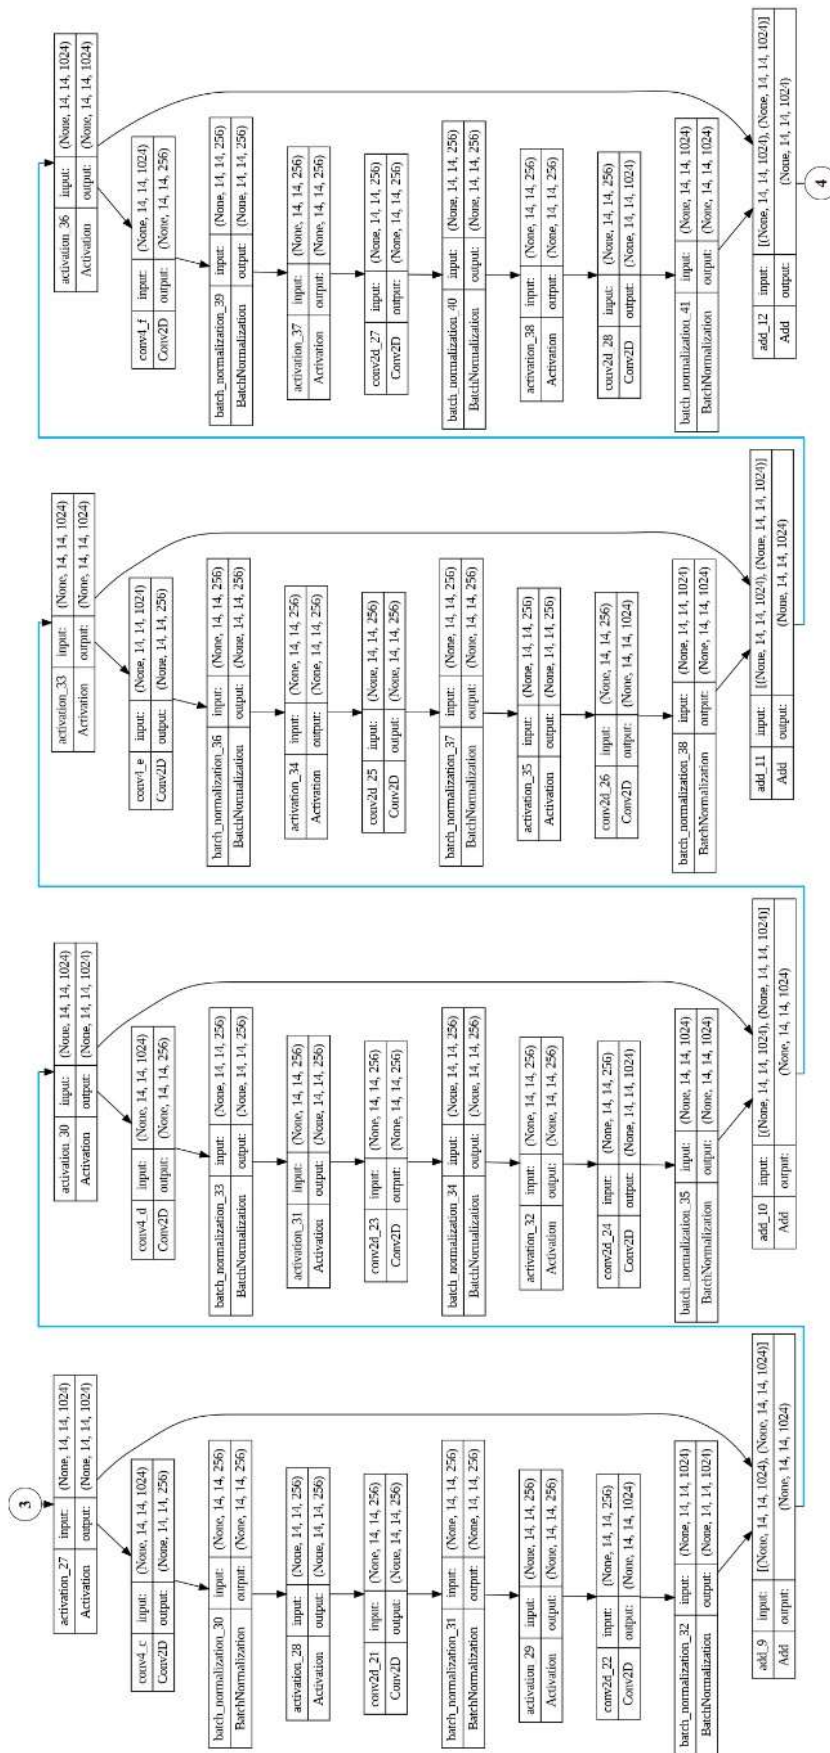 3
activation_27 input: (None, 14, 14, 1024)
Activation output: (None, 14, 14, 1024)
conv4_c input: (None, 14, 14, 1024)
Conv2D output: (None, 14, 14, 256)
batch_normalization_30 input: (None, 14, 14, 256)
BatchNormalization output: (None, 14, 14, 256)
activation_28 input: (None, 14, 14, 256)
Activation output: (None, 14, 14, 256)
conv2d_21 input: (None, 14, 14, 256)
Conv2D output: (None, 14, 14, 256)
batch_normalization_31 input: (None, 14, 14, 256)
BatchNormalization output: (None, 14, 14, 256)
activation_29 input: (None, 14, 14, 256)
Activation output: (None, 14, 14, 256)
conv2d_22 input: (None, 14, 14, 256)
Conv2D output: (None, 14, 14, 1024)
batch_normalization_32 input: (None, 14, 14, 1024)
BatchNormalization output: (None, 14, 14, 1024)
add_9 input: [(None, 14, 14, 1024), (None, 14, 14, 1024)]
Add output: (None, 14, 14, 1024)
activation_30 input: (None, 14, 14, 1024)
Activation output: (None, 14, 14, 1024)
conv4_d input: (None, 14, 14, 1024)
Conv2D output: (None, 14, 14, 256)
batch_normalization_33 input: (None, 14, 14, 256)
BatchNormalization output: (None, 14, 14, 256)
activation_31 input: (None, 14, 14, 256)
Activation output: (None, 14, 14, 256)
conv2d_23 input: (None, 14, 14, 256)
Conv2D output: (None, 14, 14, 256)
batch_normalization_34 input: (None, 14, 14, 256)
BatchNormalization output: (None, 14, 14, 256)
activation_32 input: (None, 14, 14, 256)
Activation output: (None, 14, 14, 256)
conv2d_24 input: (None, 14, 14, 256)
Conv2D output: (None, 14, 14, 1024)
batch_normalization_35 input: (None, 14, 14, 1024)
BatchNormalization output: (None, 14, 14, 1024)
add_10 input: [(None, 14, 14, 1024), (None, 14, 14, 1024)]
Add output: (None, 14, 14, 1024)
activation_33 input: (None, 14, 14, 1024)
Activation output: (None, 14, 14, 1024)
conv4_e input: (None, 14, 14, 1024)
Conv2D output: (None, 14, 14, 256)
batch_normalization_36 input: (None, 14, 14, 256)
BatchNormalization output: (None, 14, 14, 256)
activation_34 input: (None, 14, 14, 256)
Activation output: (None, 14, 14, 256)
conv2d_25 input: (None, 14, 14, 256)
Conv2D output: (None, 14, 14, 256)
batch_normalization_37 input: (None, 14, 14, 256)
BatchNormalization output: (None, 14, 14, 256)
activation_35 input: (None, 14, 14, 256)
Activation output: (None, 14, 14, 256)
conv2d_26 input: (None, 14, 14, 256)
Conv2D output: (None, 14, 14, 1024)
batch_normalization_38 input: (None, 14, 14, 1024)
BatchNormalization output: (None, 14, 14, 1024)
add_11 input: [(None, 14, 14, 1024), (None, 14, 14, 1024)]
Add output: (None, 14, 14, 1024)
activation_36 input: (None, 14, 14, 1024)
Activation output: (None, 14, 14, 1024)
conv4_f input: (None, 14, 14, 1024)
Conv2D output: (None, 14, 14, 256)
batch_normalization_39 input: (None, 14, 14, 256)
BatchNormalization output: (None, 14, 14, 256)
activation_37 input: (None, 14, 14, 256)
Activation output: (None, 14, 14, 256)
conv2d_27 input: (None, 14, 14, 256)
Conv2D output: (None, 14, 14, 256)
batch_normalization_40 input: (None, 14, 14, 256)
BatchNormalization output: (None, 14, 14, 256)
activation_38 input: (None, 14, 14, 256)
Activation output: (None, 14, 14, 256)
conv2d_28 input: (None, 14, 14, 256)
Conv2D output: (None, 14, 14, 1024)
batch_normalization_41 input: (None, 14, 14, 1024)
BatchNormalization output: (None, 14, 14, 1024)
add_12 input: [(None, 14, 14, 1024), (None, 14, 14, 1024)]
Add output: (None, 14, 14, 1024)
4